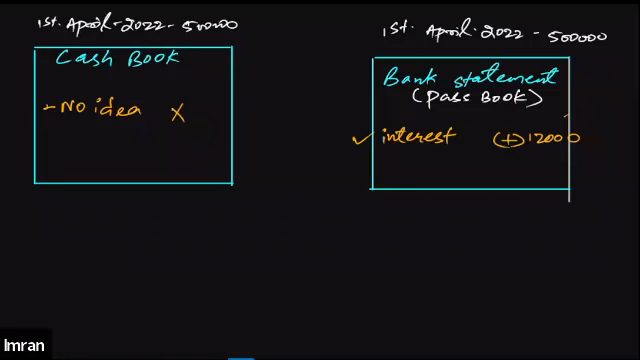 1st. April-2022-500000
Cash Book
- No idea X
1st. April-2022 - 500000
Bank statement
(Pass Book)
✓ interest (+) 12000
Imran